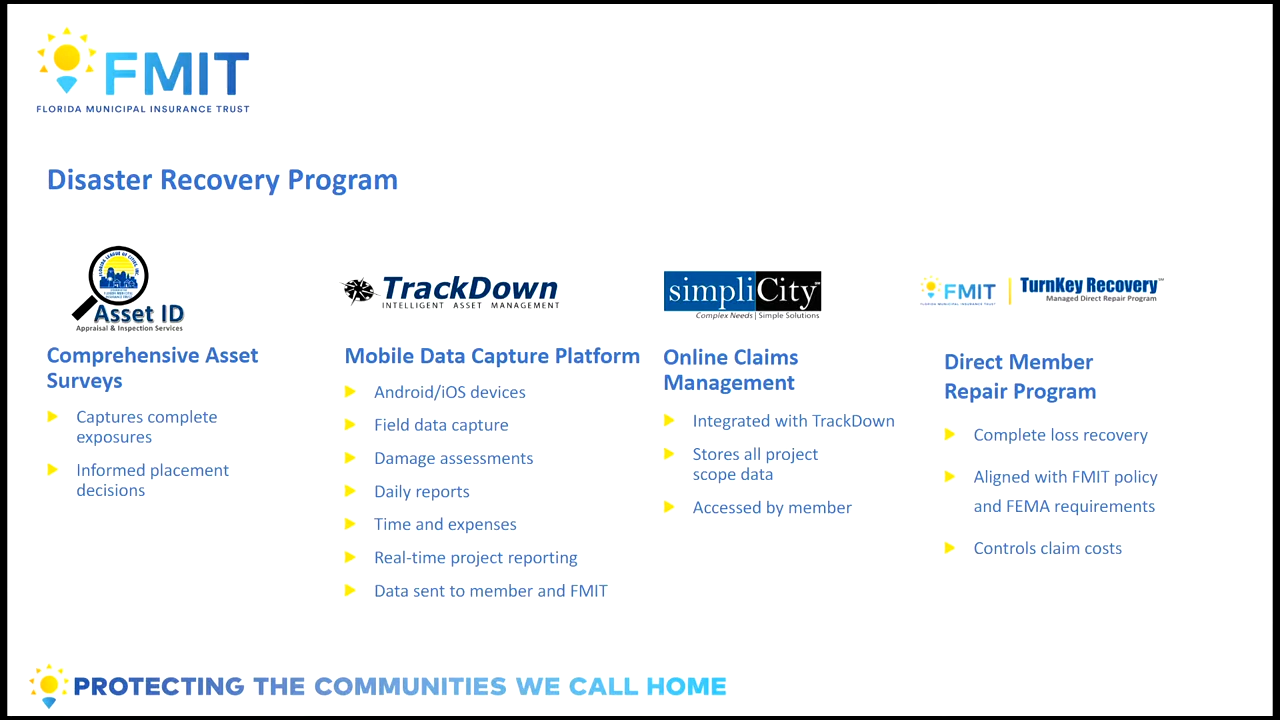 FMIT
FLORIDA MUNICIPAL INSURANCE TRUST
Disaster Recovery Program
Asset ID
Appraisal & Inspection Services
Comprehensive Asset
Surveys
Captures complete
exposures
Informed placement
decisions
TrackDown
INTELLIGENT ASSET MANAGEMENT
Mobile Data Capture Platform
Android/iOS devices
Field data capture
Damage assessments
Daily reports
Time and expenses
Real-time project reporting
Data sent to member and FMIT
simpliCity
Complex Needs | Simple Solutions
Online Claims
Management
Integrated with TrackDown
Stores all project
scope data
Accessed by member
FMIT
FLORIDA MUNICIPAL INSURANCE TRUST
TurnKey Recovery
Managed Direct Repair Program
Direct Member
Repair Program
Complete loss recovery
Aligned with FMIT policy
and FEMA requirements
Controls claim costs
PROTECTING THE COMMUNITIES WE CALL HOME